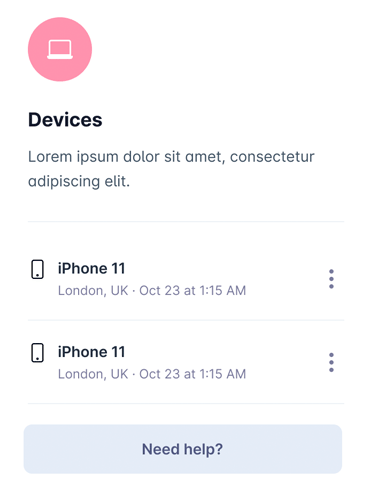 Devices
Lorem ipsum dolor sit amet, consectetur
adipiscing elit.
iPhone 11
London, UK · Oct 23 at 1:15 AM
iPhone 11
London, UK · Oct 23 at 1:15 AM
Need help?